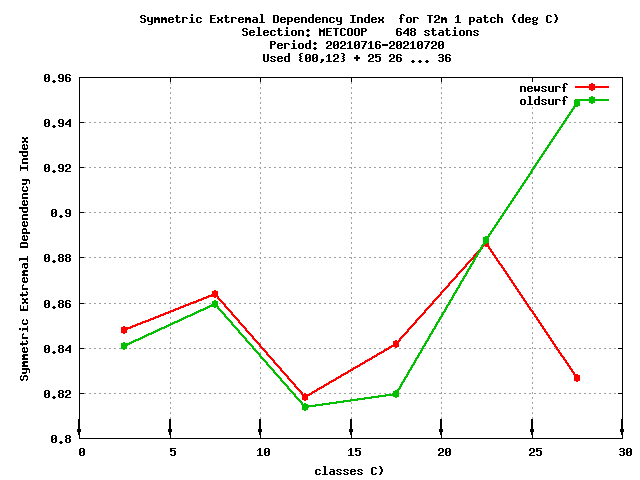 Symmetric Extremal Dependency Index  for T2m 1 patch (deg C)
Selection: METCOOP    648 stations
Period: 20210716-20210720
Used {00,12} + 25 26 ... 36
newsurf
oldsurf
Symmetric Extremal Dependency Index
0.96
0.94
0.92
0.9
0.88
0.86
0.84
0.82
0.8
0 5 10 15 20 25 30
classes C)